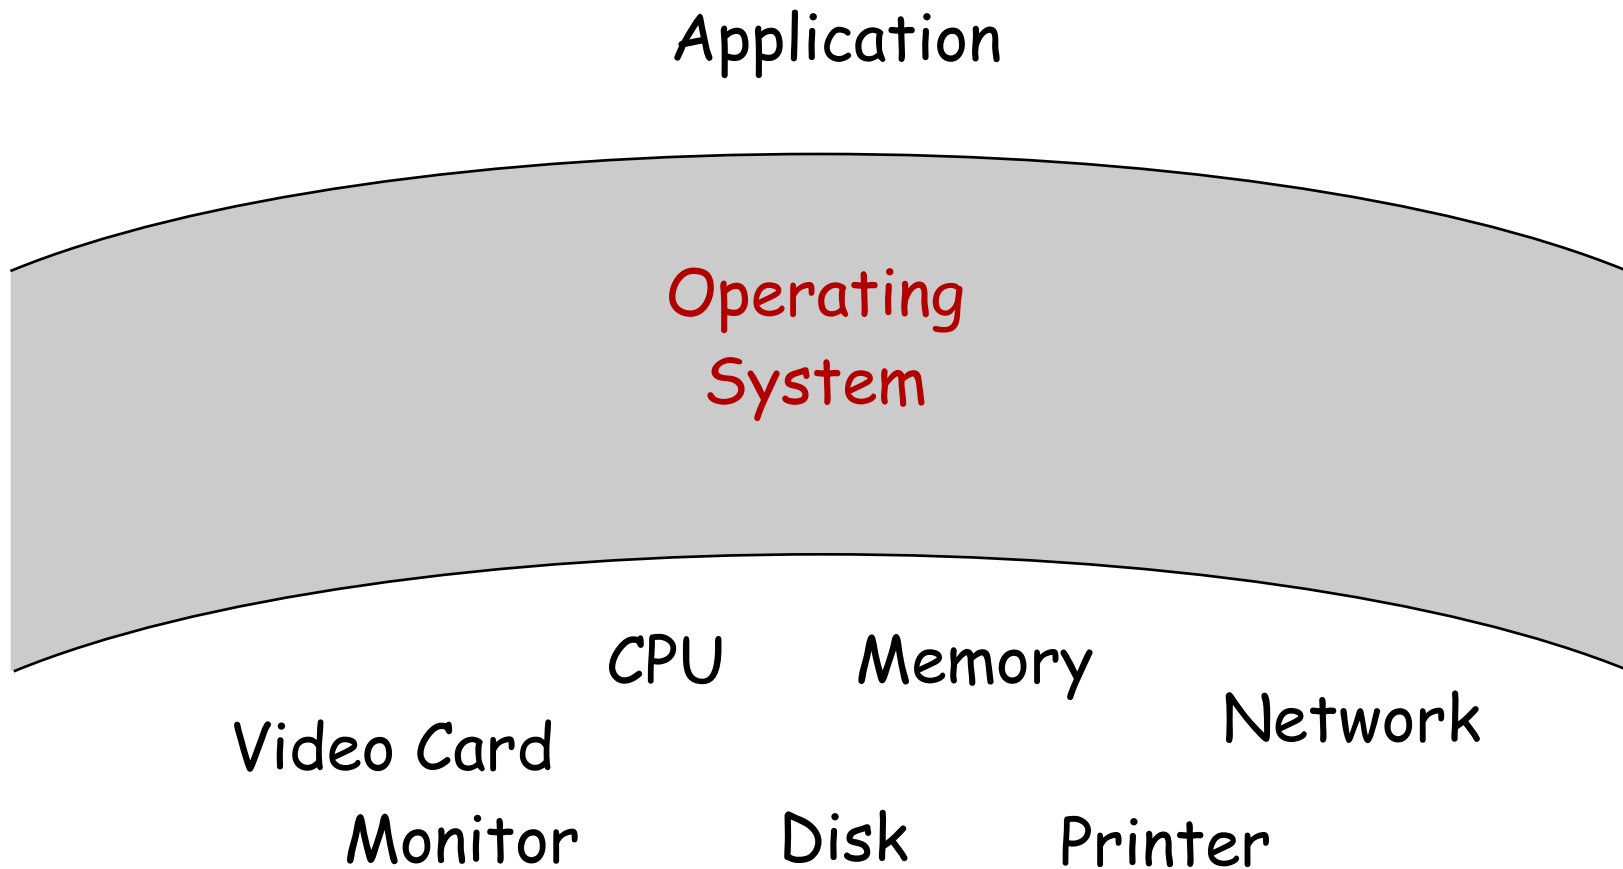 Application
Operating
System
CPU Memory
Network
Video Card
Monitor Disk Printer